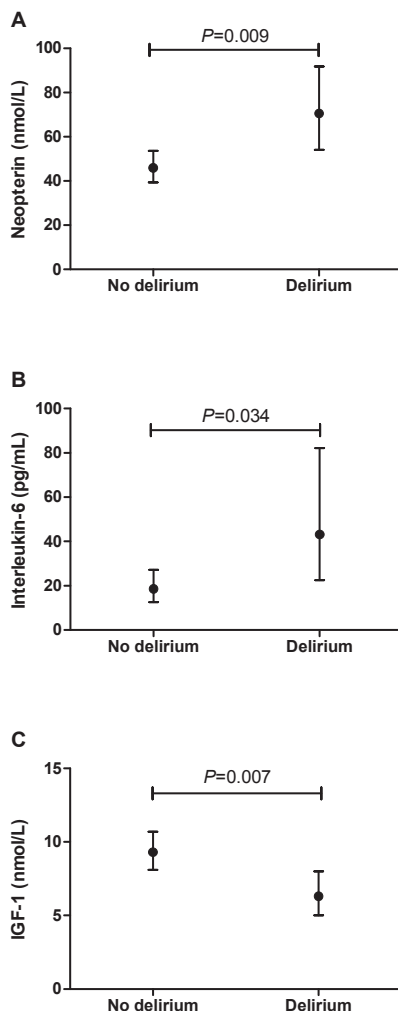 A
P=0.009
100
80
60
40
20
0
Neopterin (nmol/L)
No delirium Delirium
B
P=0.034
100
80
60
40
20
0
Interleukin-6 (pg/mL)
No delirium Delirium
C
P=0.007
15
10
5
0
IGF-1 (nmol/L)
No delirium Delirium